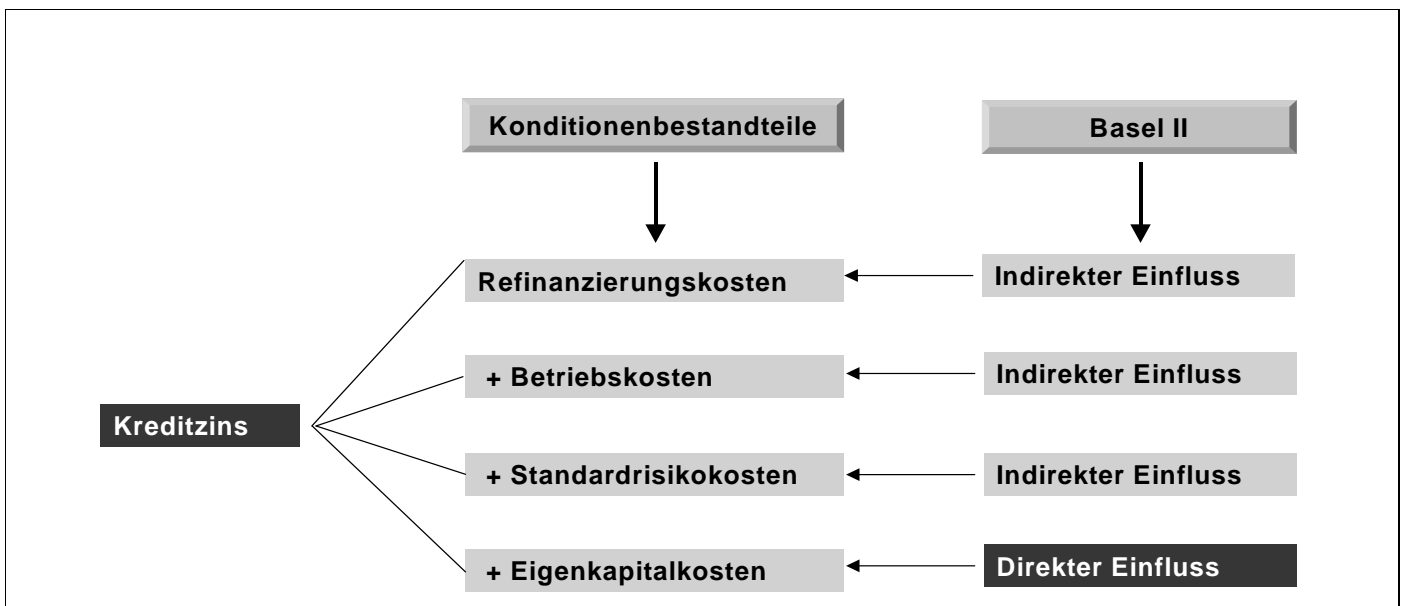 Konditionenbestandteile
Basel II
Refinanzierungskosten
Indirekter Einfluss
+ Betriebskosten
Indirekter Einfluss
Kreditzins
+ Standardrisikokosten
Indirekter Einfluss
+ Eigenkapitalkosten
Direkter Einfluss